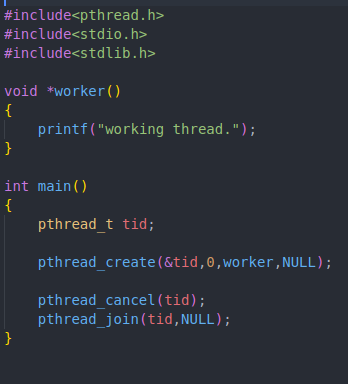 #include<pthread.h>
#include<stdio.h>
#include<stdlib.h>

void *worker()
{
    printf("working thread.");
}

int main()
{
    pthread_t tid;

    pthread_create(&tid,0,worker,NULL);

    pthread_cancel(tid);
    pthread_join(tid,NULL);
}